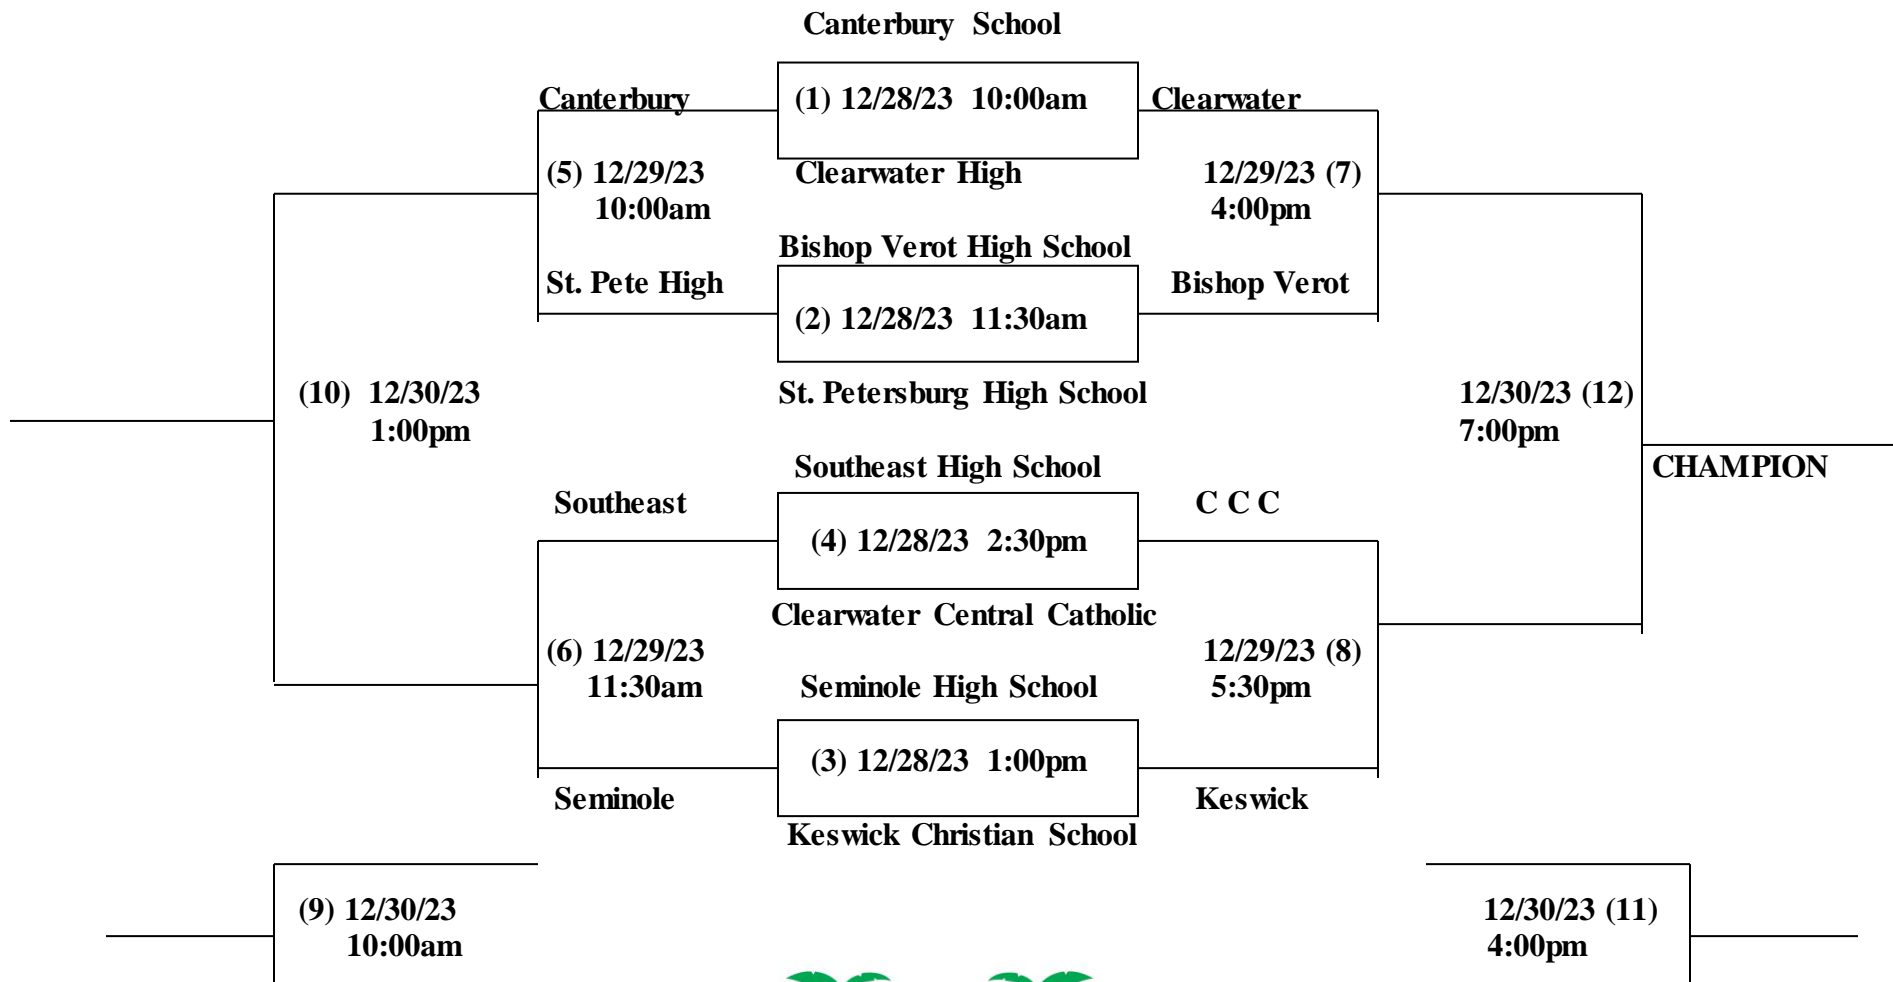 Canterbury School
Canterbury (1) 12/28/23 10:00am Clearwater
(5) 12/29/23 Clearwater High 12/29/23 (7)
10:00am 4:00pm
Bishop Verot High School
St. Pete High Bishop Verot
(2) 12/28/23 11:30am
(10) 12/30/23 St. Petersburg High School 12/30/23 (12)
1:00pm 7:00pm
Southeast High School CHAMPION
Southeast C C C
(4) 12/28/23 2:30pm
Clearwater Central Catholic
(6) 12/29/23 12/29/23 (8)
11:30am Seminole High School 5:30pm
(3) 12/28/23 1:00pm
Seminole Keswick
Keswick Christian School
(9) 12/30/23 12/30/23 (11)
10:00am 4:00pm